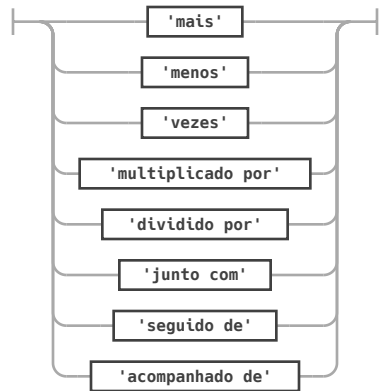 'mais'
'menos'
'vezes'
'multiplicado por'
'dividido por'
'junto com'
'seguido de'
'acompanhado de'